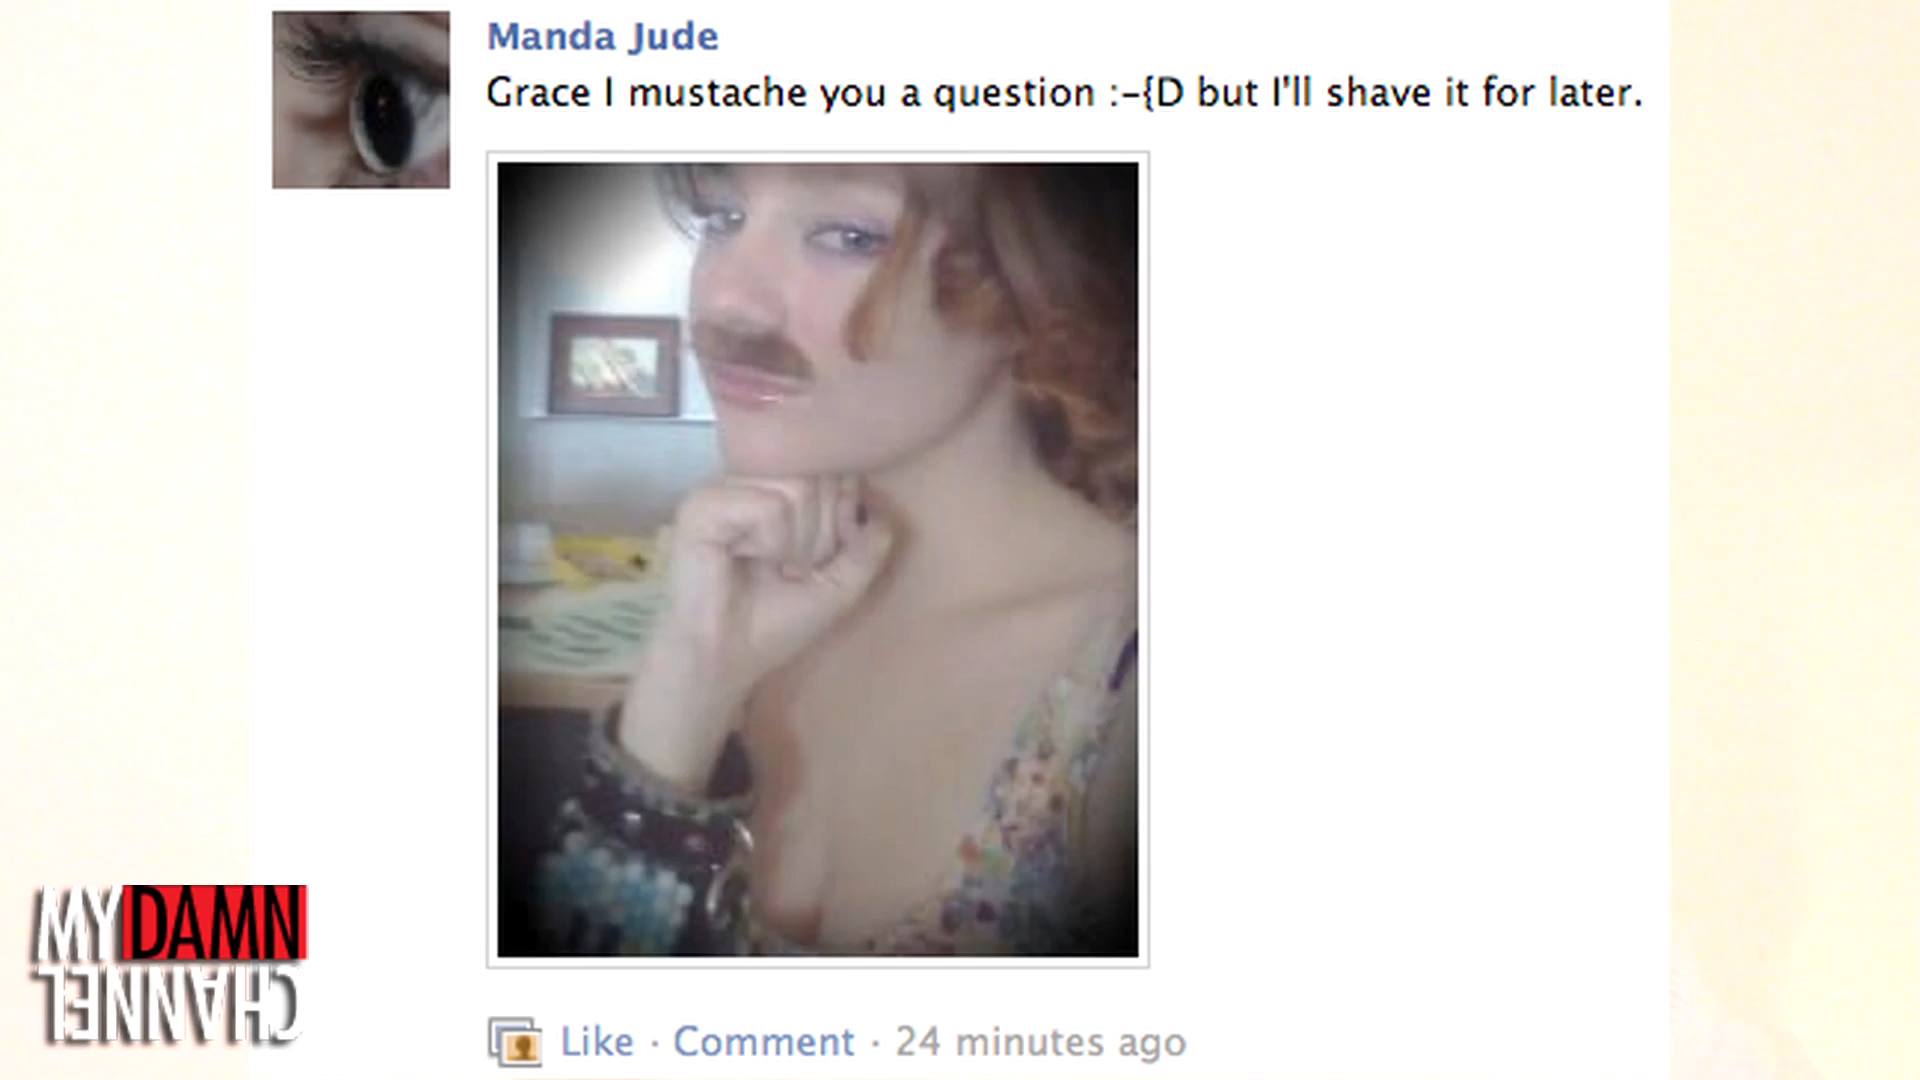 Manda Jude
Grace I mustache you a question :-{D but I'll shave it for later.
Like · Comment · 24 minutes ago
MY DAMN
CHANNEL